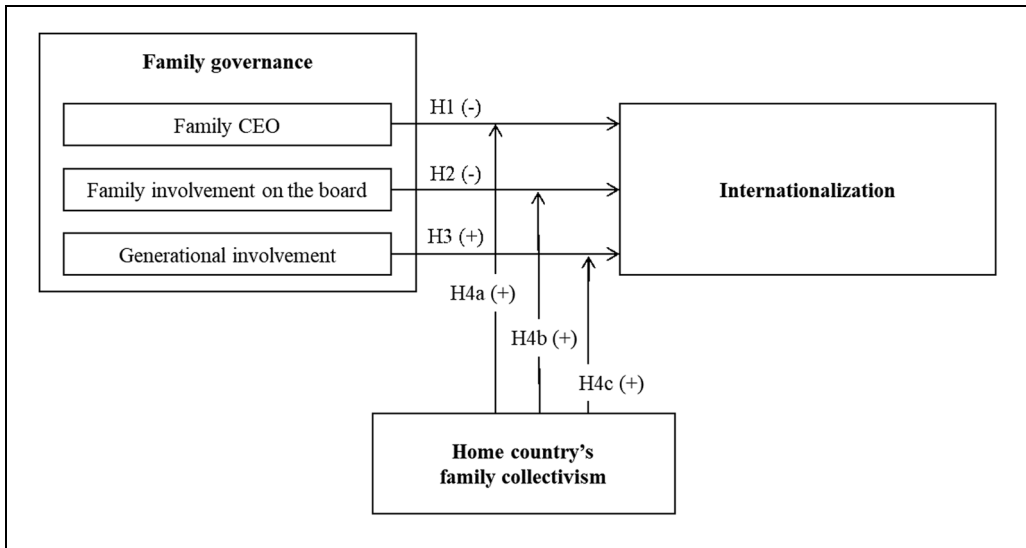 Family governance
Family CEO
Family involvement on the board
Generational involvement
H1 (-)
H2 (-)
H3 (+)
Internationalization
H4a (+)
H4b (+)
H4c (+)
Home country’s
family collectivism